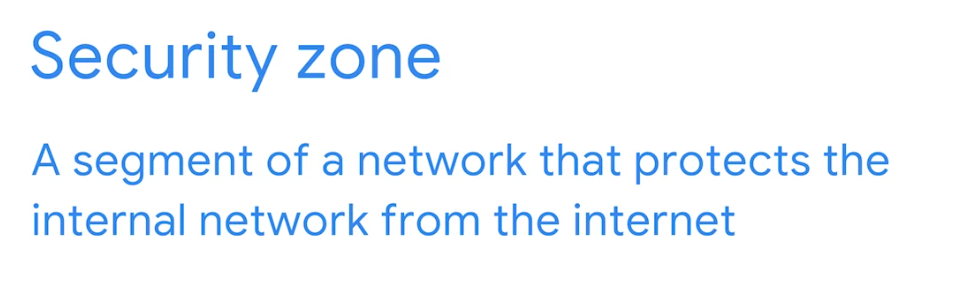 Security zone
A segment of a network that protects the
internal network from the internet